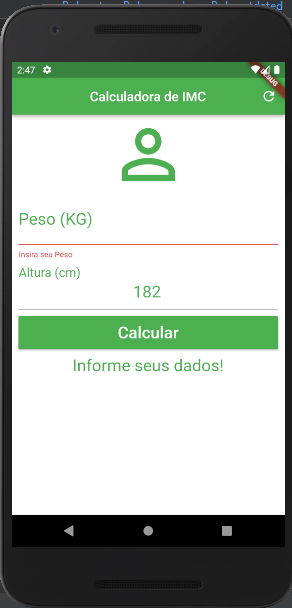 2:47
DEBUG
Calculadora de IMC
Peso (KG)
Insira seu Peso
Altura (cm)
182
Calcular
Informe seus dados!